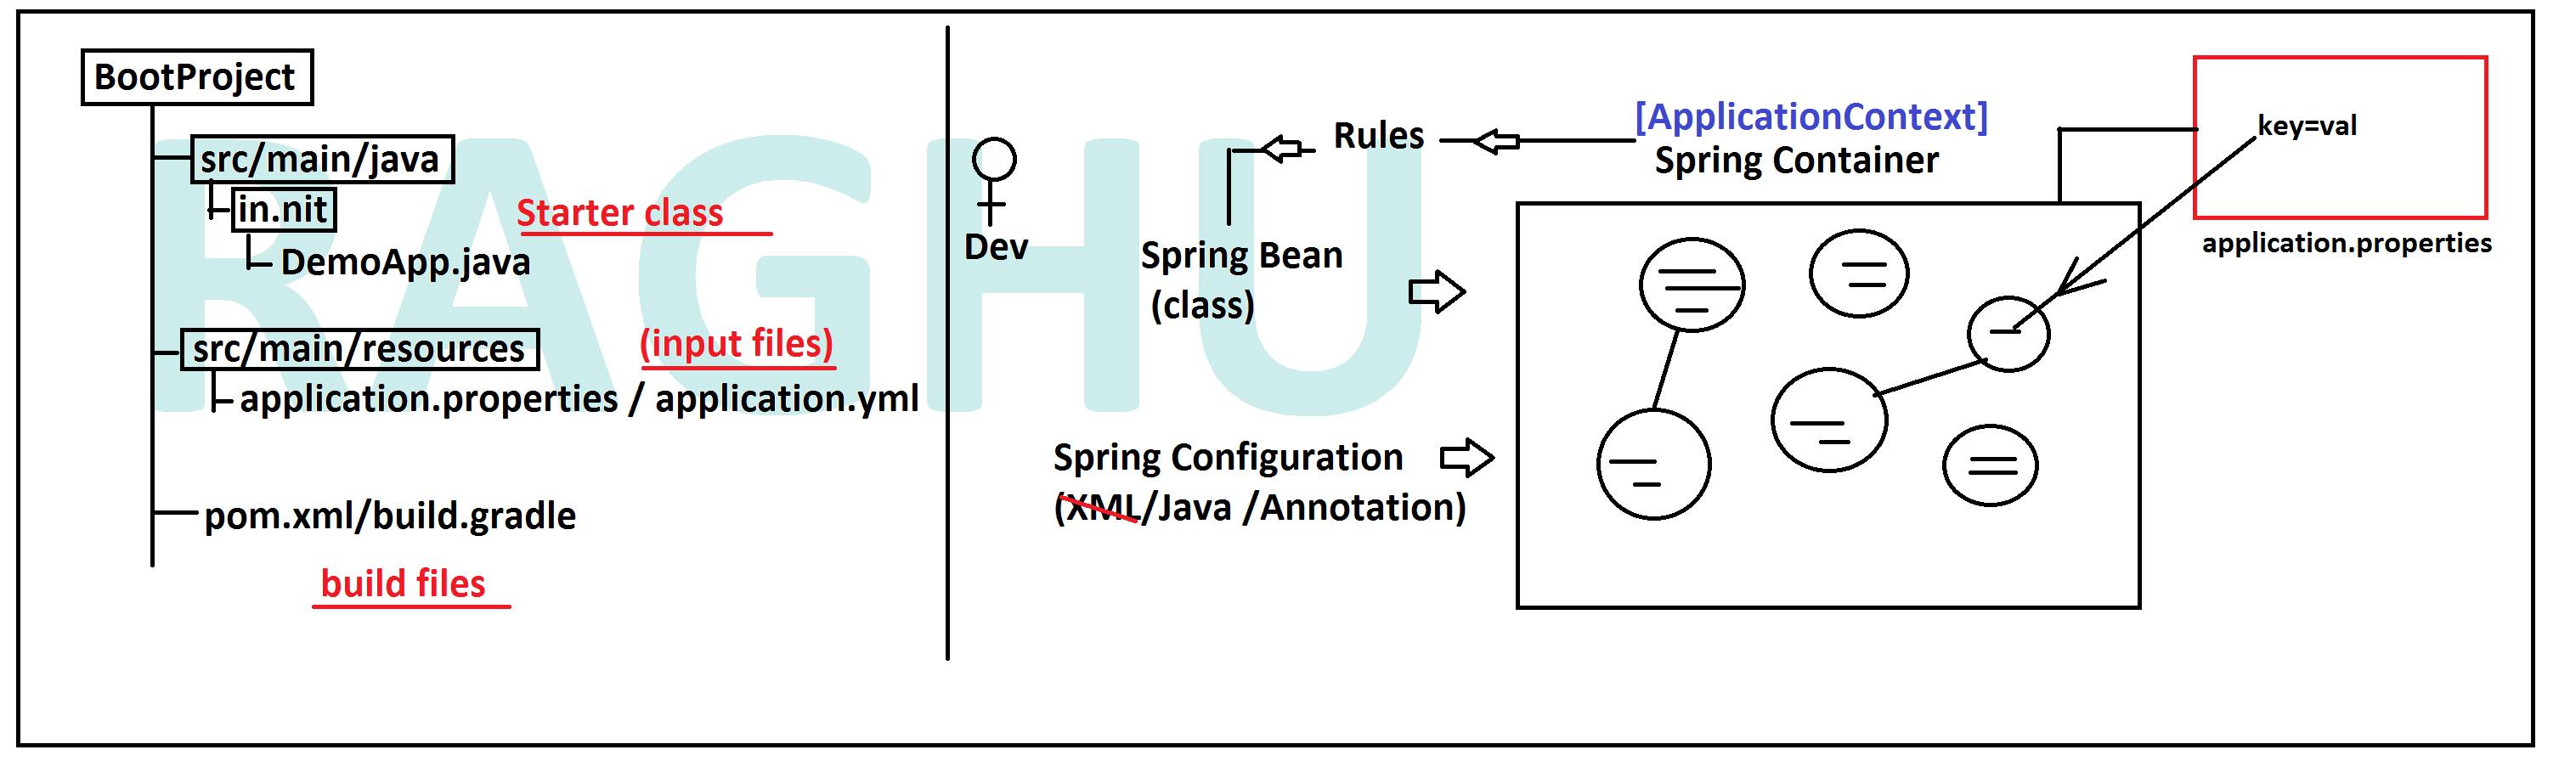 BootProject
src/main/java
in.nit
Starter class
DemoApp.java
src/main/resources
(input files)
application.properties / application.yml
pom.xml/build.gradle
build files
RAGHU
Dev
Rules
[ApplicationContext]
Spring Container
Spring Bean
(class)
Spring Configuration
(XML/Java /Annotation)
key=val
application.properties